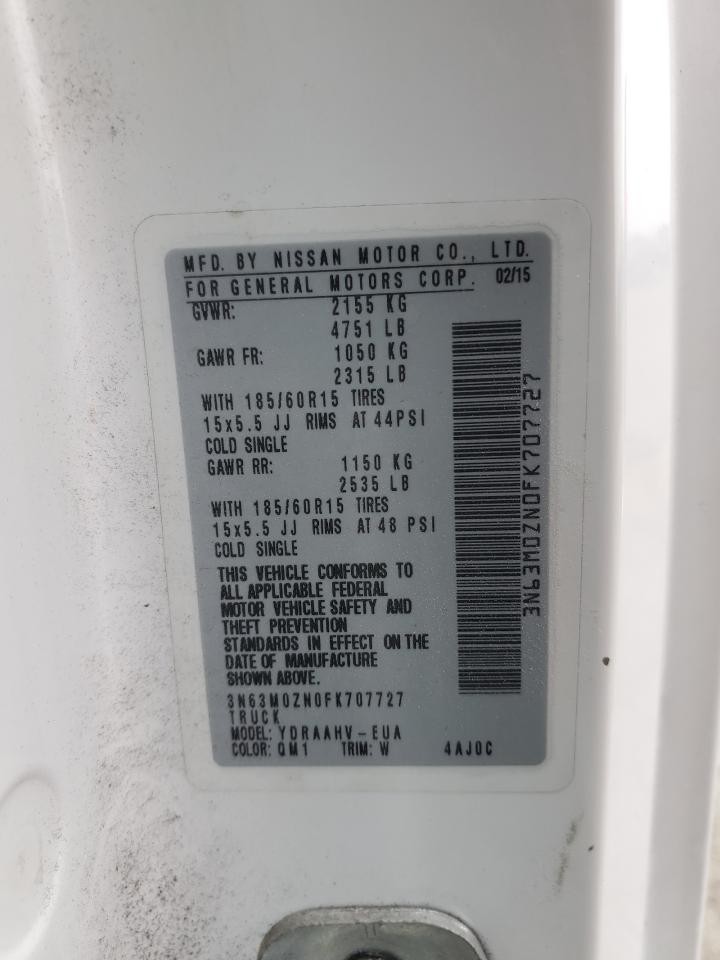 MFD. BY NISSAN MOTOR CO., LTD.
FOR GENERAL MOTORS CORP. 02/15
GVWR: 2155 KG
4751 LB
GAWR FR: 1050 KG
2315 LB
WITH 185/60R15 TIRES
15x5.5 JJ RIMS AT 44PSI
COLD SINGLE
GAWR RR: 1150 KG
2535 LB
WITH 185/60R15 TIRES
15x5.5 JJ RIMS AT 48 PSI
COLD SINGLE
THIS VEHICLE CONFORMS TO
ALL APPLICABLE FEDERAL
MOTOR VEHICLE SAFETY AND
THEFT PREVENTION
STANDARDS IN EFFECT ON THE
DATE OF MANUFACTURE
SHOWN ABOVE.
3N63M0ZN0FK707727
TRUCK
MODEL: YDRAAHV-EUA
COLOR: QM1 TRIM: W 4AJ0C
3N63M0ZN0FK707727